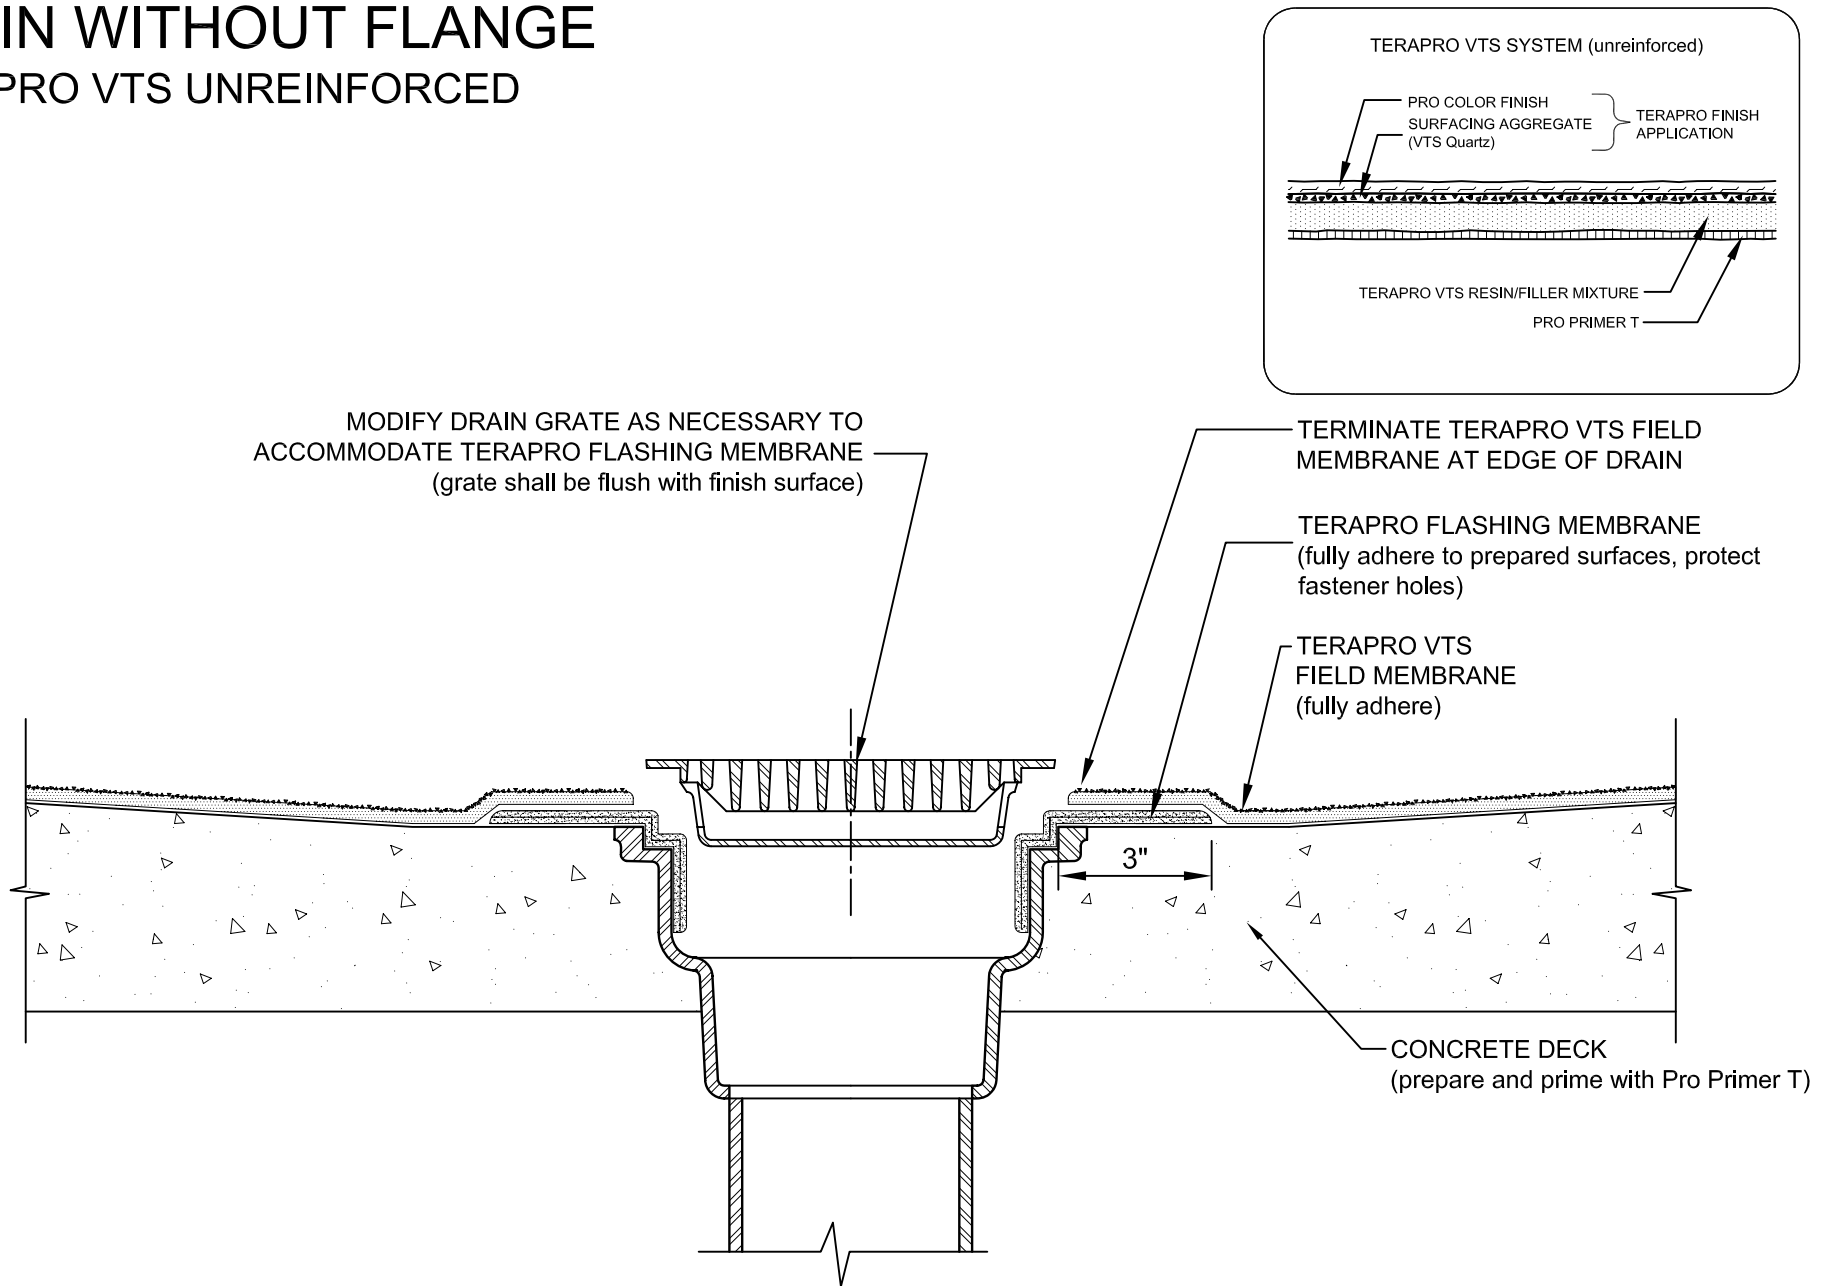 IN WITHOUT FLANGE
PRO VTS UNREINFORCED
TERAPRO VTS SYSTEM (unreinforced)
PRO COLOR FINISH
SURFACING AGGREGATE
(VTS Quartz)
TERAPRO FINISH
APPLICATION
TERAPRO VTS RESIN/FILLER MIXTURE
PRO PRIMER T
MODIFY DRAIN GRATE AS NECESSARY TO
ACCOMMODATE TERAPRO FLASHING MEMBRANE
(grate shall be flush with finish surface)
TERMINATE TERAPRO VTS FIELD
MEMBRANE AT EDGE OF DRAIN
TERAPRO FLASHING MEMBRANE
(fully adhere to prepared surfaces, protect
fastener holes)
TERAPRO VTS
FIELD MEMBRANE
(fully adhere)
3"
CONCRETE DECK
(prepare and prime with Pro Primer T)